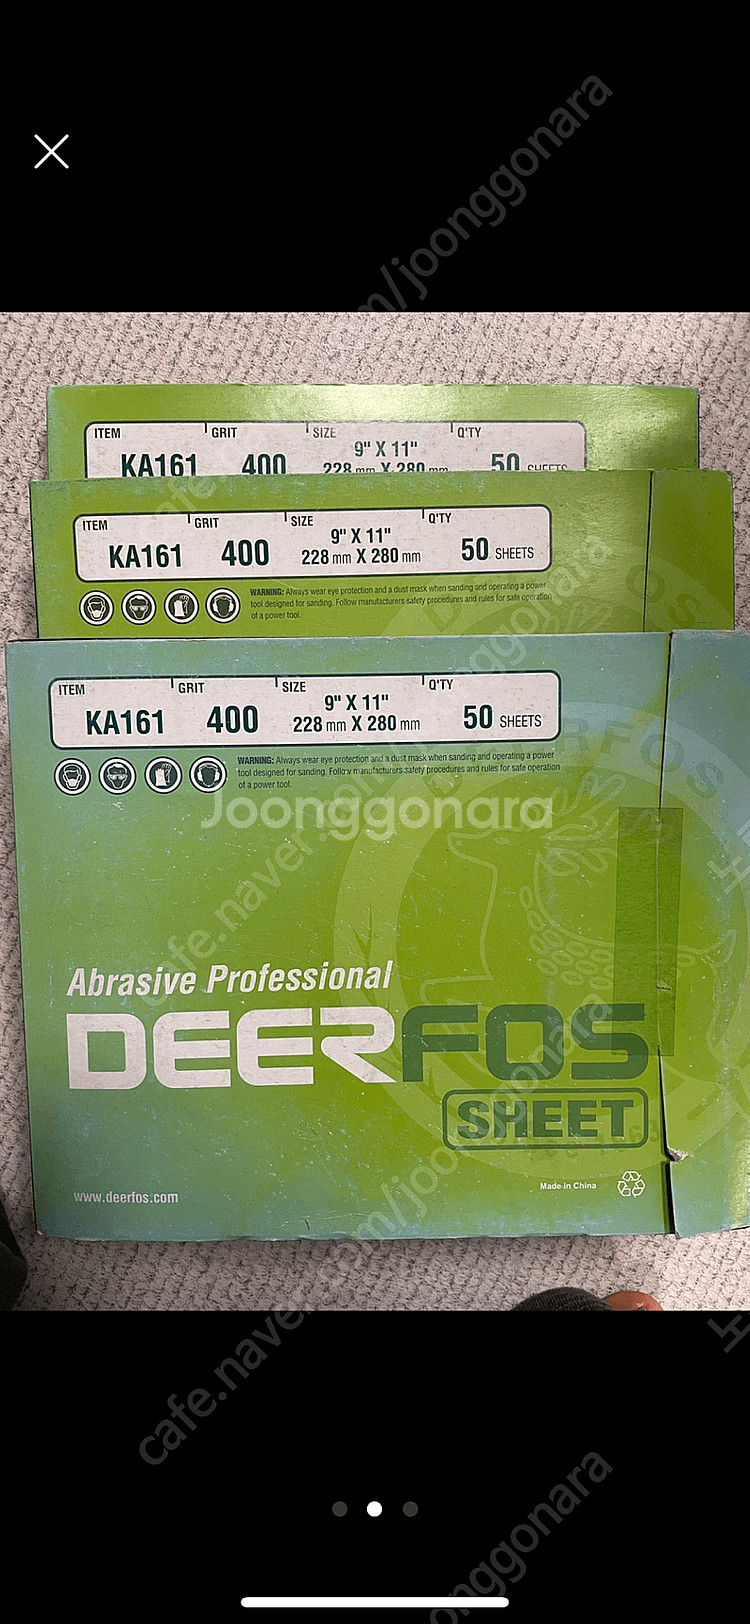 ITEM GRIT SIZE Q'TY
KA161 400 9" X 11" 50 SHEETS
228 mm X 280 mm
ITEM GRIT SIZE Q'TY
KA161 400 9" X 11" 50 SHEETS
228 mm X 280 mm
WARNING: Always wear eye protection and a dust mask when sanding and operating a power
tool designed for sanding. Follow manufacturers safety procedures and rules for safe operation
of a power tool.
ITEM GRIT SIZE Q'TY
KA161 400 9" X 11" 50 SHEETS
228 mm X 280 mm
WARNING: Always wear eye protection and a dust mask when sanding and operating a power
tool designed for sanding. Follow manufacturers safety procedures and rules for safe operation
of a power tool.
Joonggonara
Abrasive Professional
DEERFOS
SHEET
www.deerfos.com
Made in China
cafe.naver.com/joonggonara